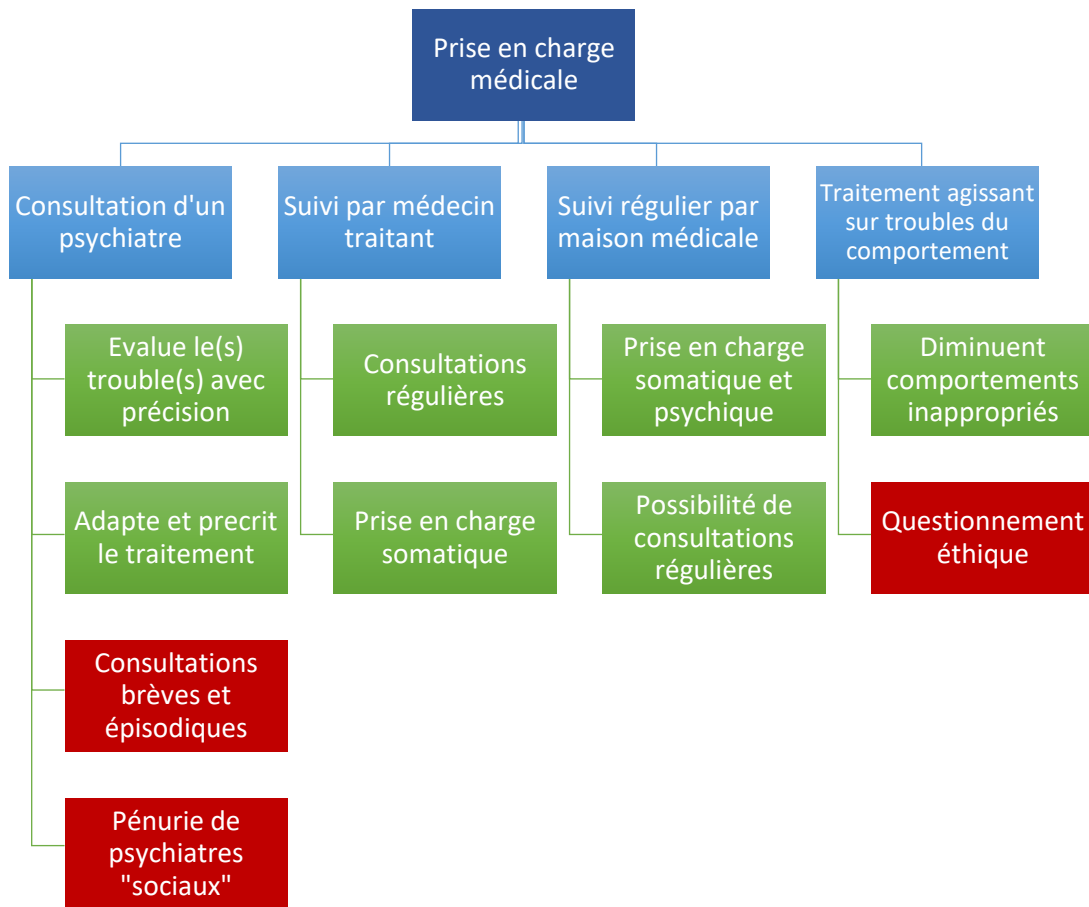 Prise en charge
médicale
Consultation d'un
psychiatre
Suivi par médecin
traitant
Suivi régulier par
maison médicale
Traitement agissant
sur troubles du
comportement
Evalue le(s)
trouble(s) avec
précision
Consultations
régulières
Prise en charge
somatique et
psychique
Diminuent
comportements
inappropriés
Adapte et precrit
le traitement
Prise en charge
somatique
Possibilité de
consultations
régulières
Questionnement
éthique
Consultations
brèves et
épisodiques
Pénurie de
psychiatres
"sociaux"